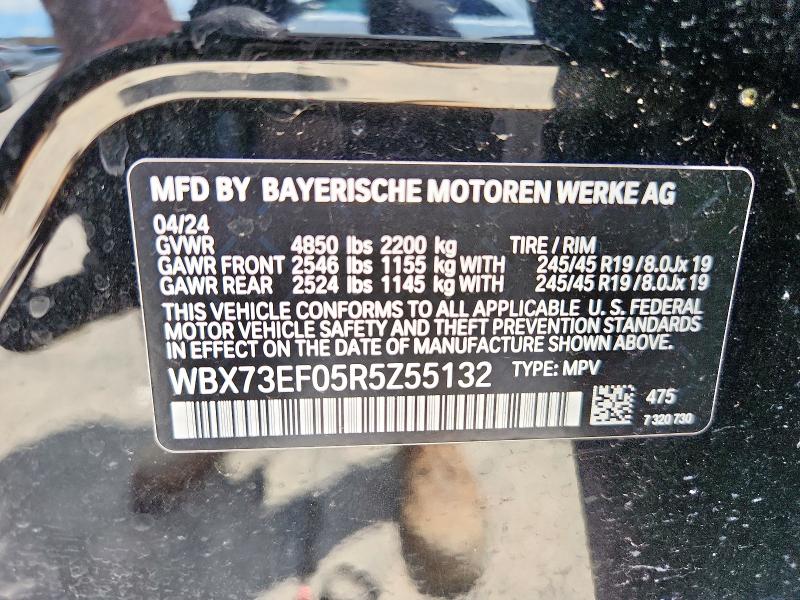 MFD BY BAYERISCHE MOTOREN WERKE AG
04/24
GVWR 4850 lbs 2200 kg TIRE / RIM
GAWR FRONT 2546 lbs 1155 kg WITH 245/45 R19/8.0Jx19
GAWR REAR 2524 lbs 1145 kg WITH 245/45 R19/8.0Jx19
THIS VEHICLE CONFORMS TO ALL APPLICABLE U. S. FEDERAL
MOTOR VEHICLE SAFETY AND THEFT PREVENTION STANDARDS
IN EFFECT ON THE DATE OF MANUFACTURE SHOWN ABOVE.
WBX73EF05R5Z55132 TYPE: MPV
475
7 320 730